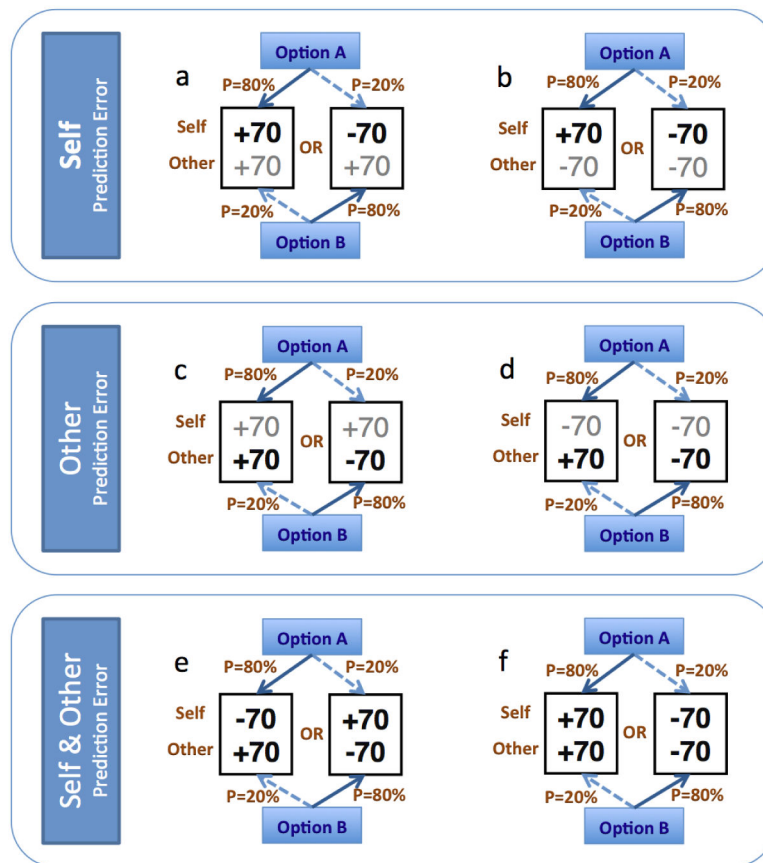 Self
Prediction Error
a
Option A
P=80% P=20%
Self +70 OR -70
Other +70 +70
P=20% P=80%
Option B
b
Option A
P=80% P=20%
Self +70 OR -70
Other -70 -70
P=20% P=80%
Option B
Other
Prediction Error
c
Option A
P=80% P=20%
Self +70 OR +70
Other +70 -70
P=20% P=80%
Option B
d
Option A
P=80% P=20%
Self -70 OR -70
Other +70 -70
P=20% P=80%
Option B
Self & Other
Prediction Error
e
Option A
P=80% P=20%
Self -70 OR +70
Other +70 -70
P=20% P=80%
Option B
f
Option A
P=80% P=20%
Self +70 OR -70
Other +70 -70
P=20% P=80%
Option B